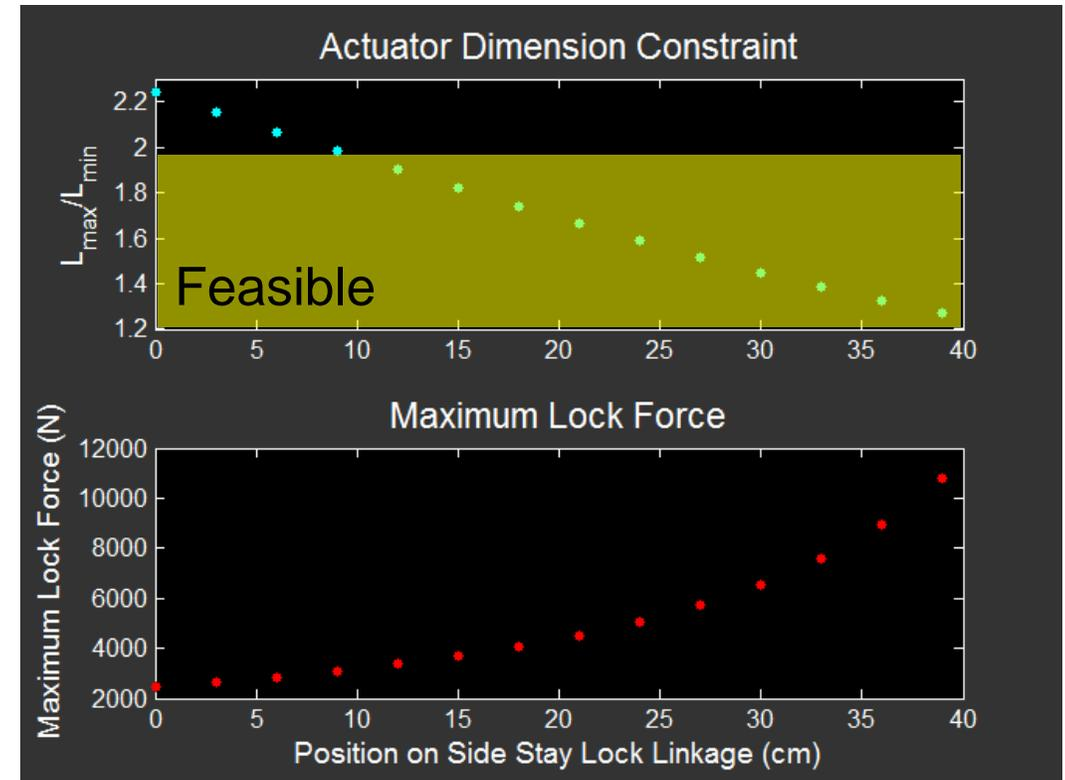 Actuator Dimension Constraint
L_max/L_min
2.2
2
1.8
1.6
1.4
1.2
Feasible
0 5 10 15 20 25 30 35 40
Maximum Lock Force
Maximum Lock Force (N)
12000
10000
8000
6000
4000
2000
0 5 10 15 20 25 30 35 40
Position on Side Stay Lock Linkage (cm)